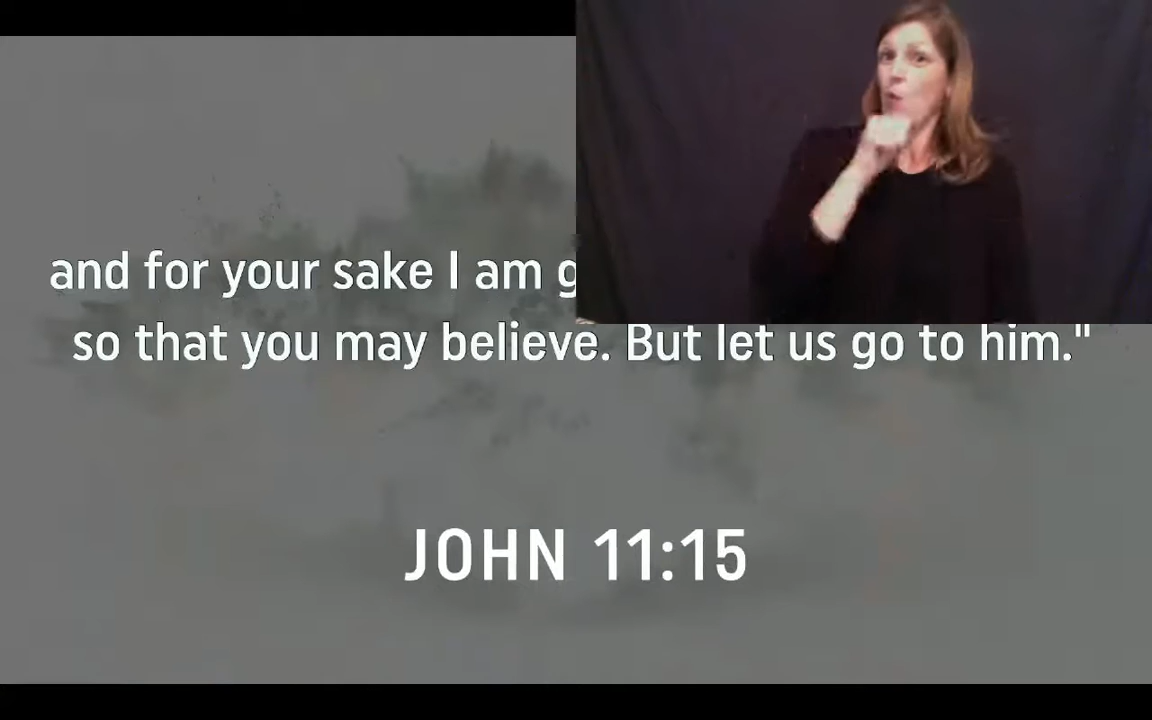 and for your sake I am
so that you may believe. But let us go to him."
JOHN 11:15